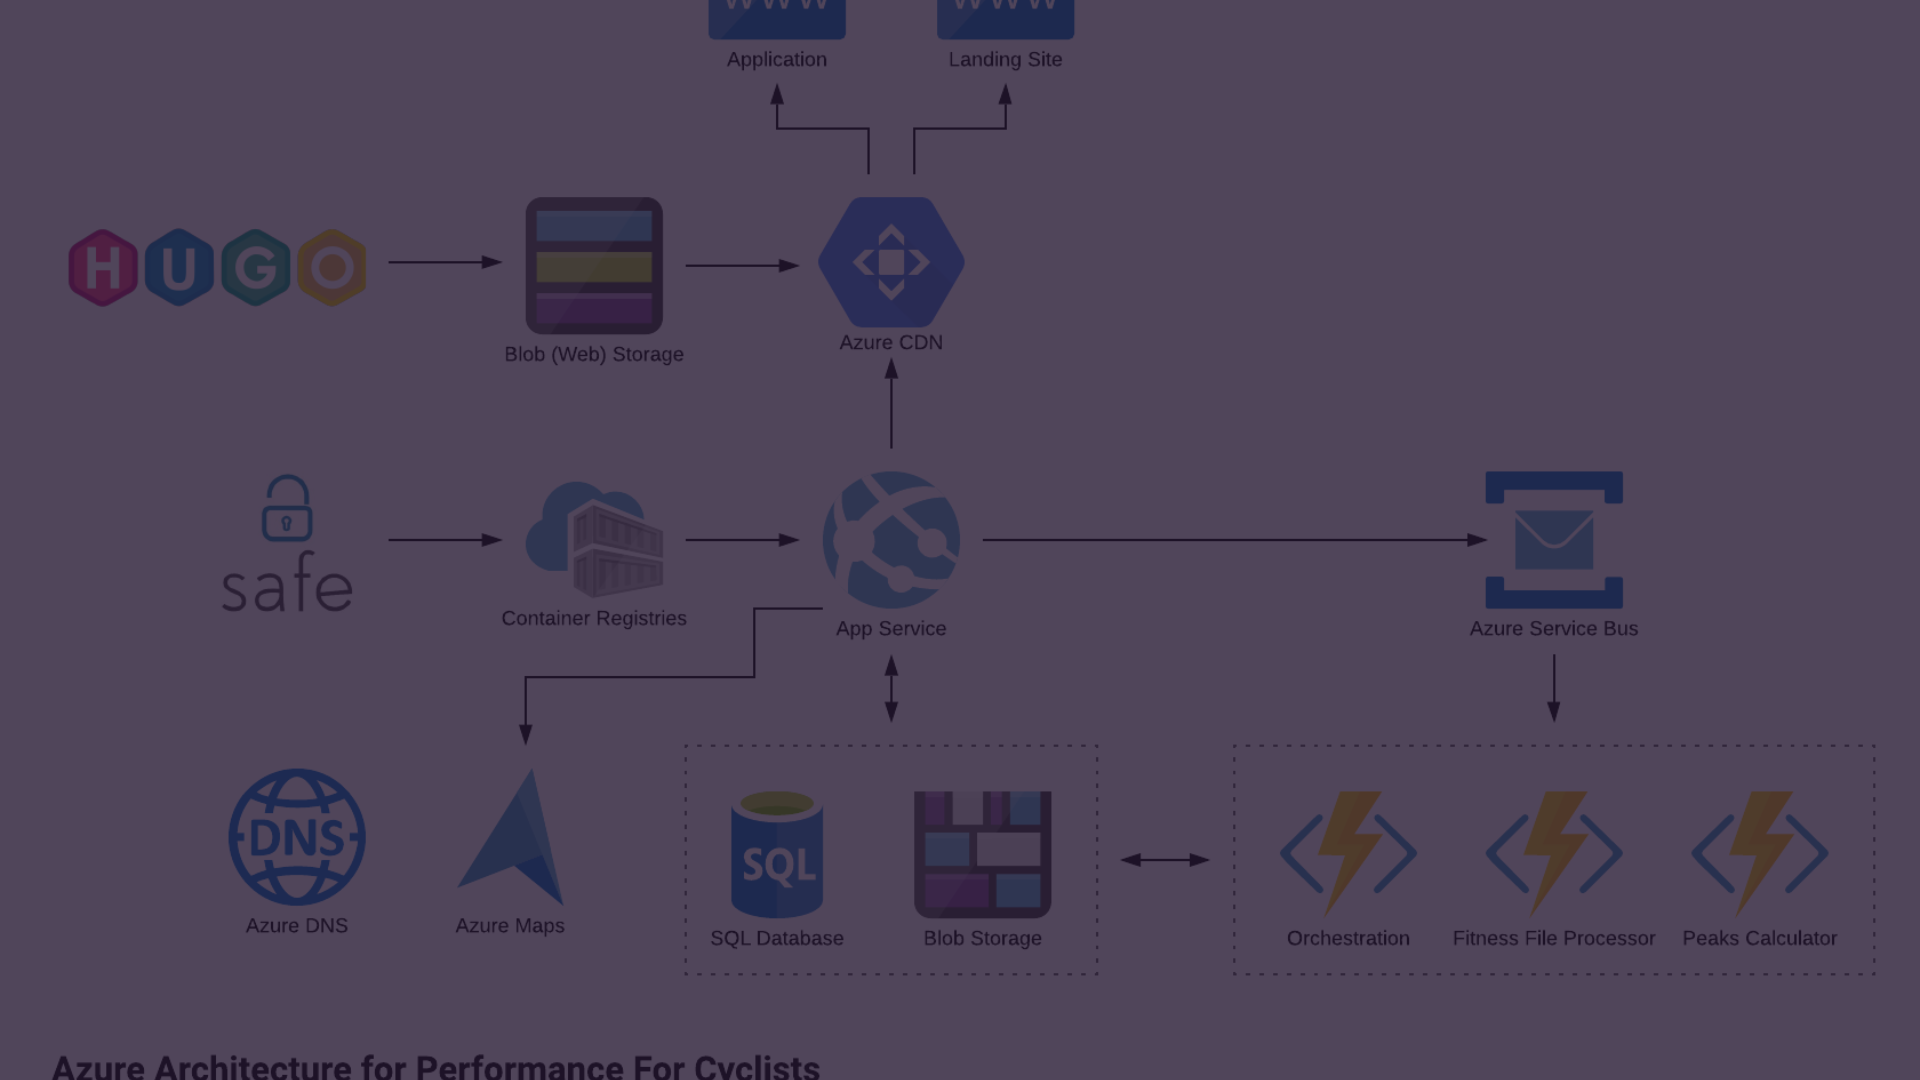 WWW WWW
Application Landing Site
HUGO
Blob (Web) Storage
Azure CDN
safe
Container Registries
App Service
Azure Service Bus
DNS
SQL
Azure DNS
Azure Maps
SQL Database
Blob Storage
Orchestration
Fitness File Processor
Peaks Calculator
Azure Architecture for Performance For Cyclists